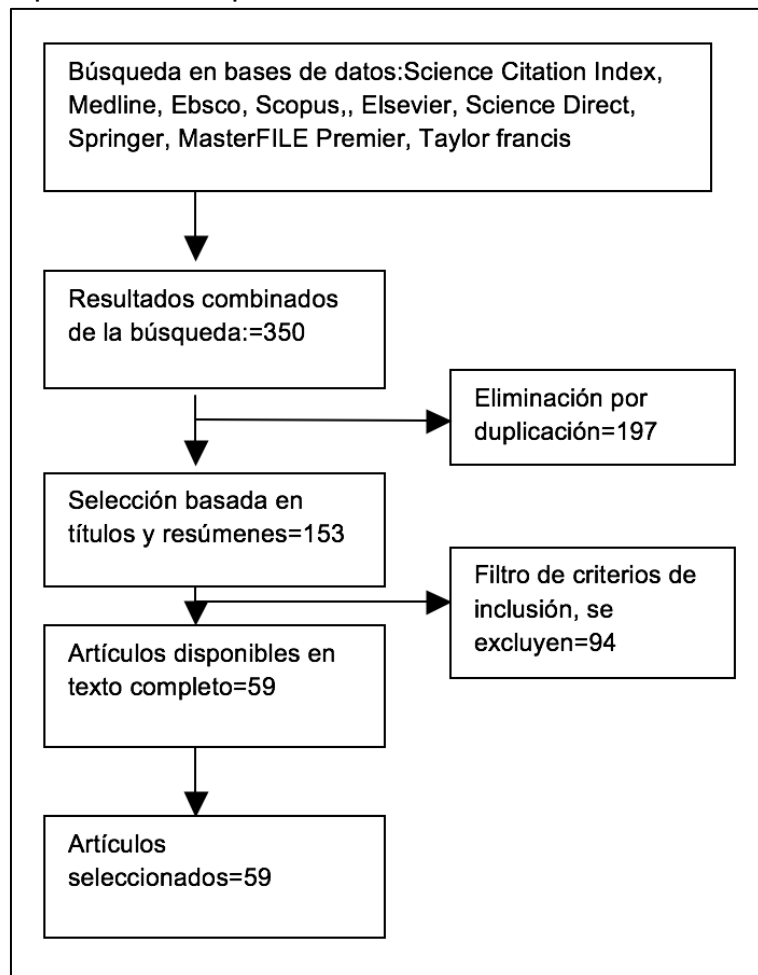 Búsqueda en bases de datos:Science Citation Index,
Medline, Ebsco, Scopus,, Elsevier, Science Direct,
Springer, MasterFILE Premier, Taylor francis
Resultados combinados
de la búsqueda:=350
Eliminación por
duplicación=197
Selección basada en
títulos y resúmenes=153
Filtro de criterios de
inclusión, se
excluyen=94
Artículos disponibles en
texto completo=59
Artículos
seleccionados=59